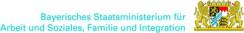 Bayerisches Staatsministerium für
Arbeit und Soziales, Familie und Integration